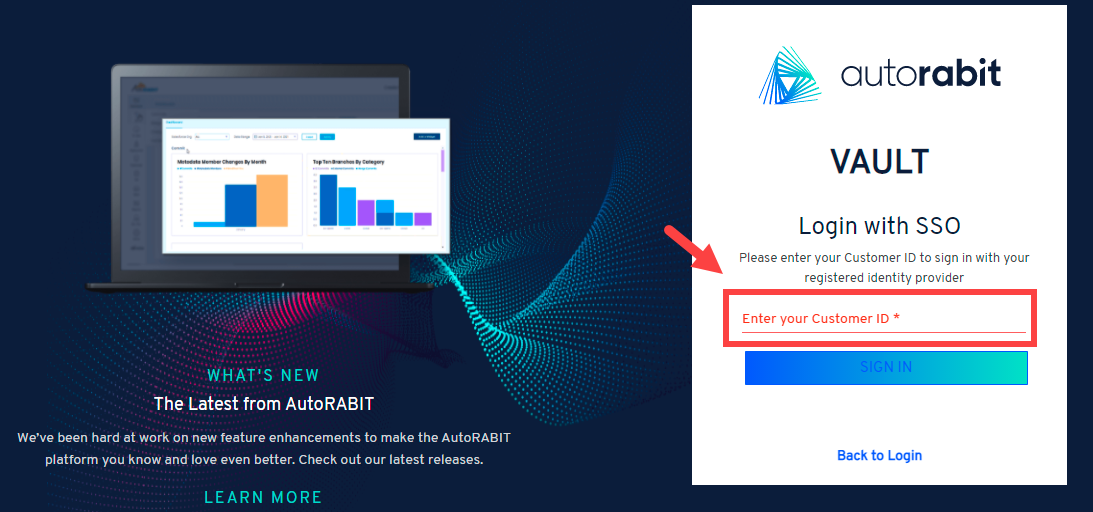 autorabit
VAULT
Login with SSO
Please enter your Customer ID to sign in with your
registered identity provider
Enter your Customer ID *
SIGN IN
Back to Login
Metadata Member Changes By Month
Top Ten Branches By Category
WHAT'S NEW
The Latest from AutoRABIT
We've been hard at work on new feature enhancements to make the AutoRABIT
platform you know and love even better. Check out our latest releases.
LEARN MORE